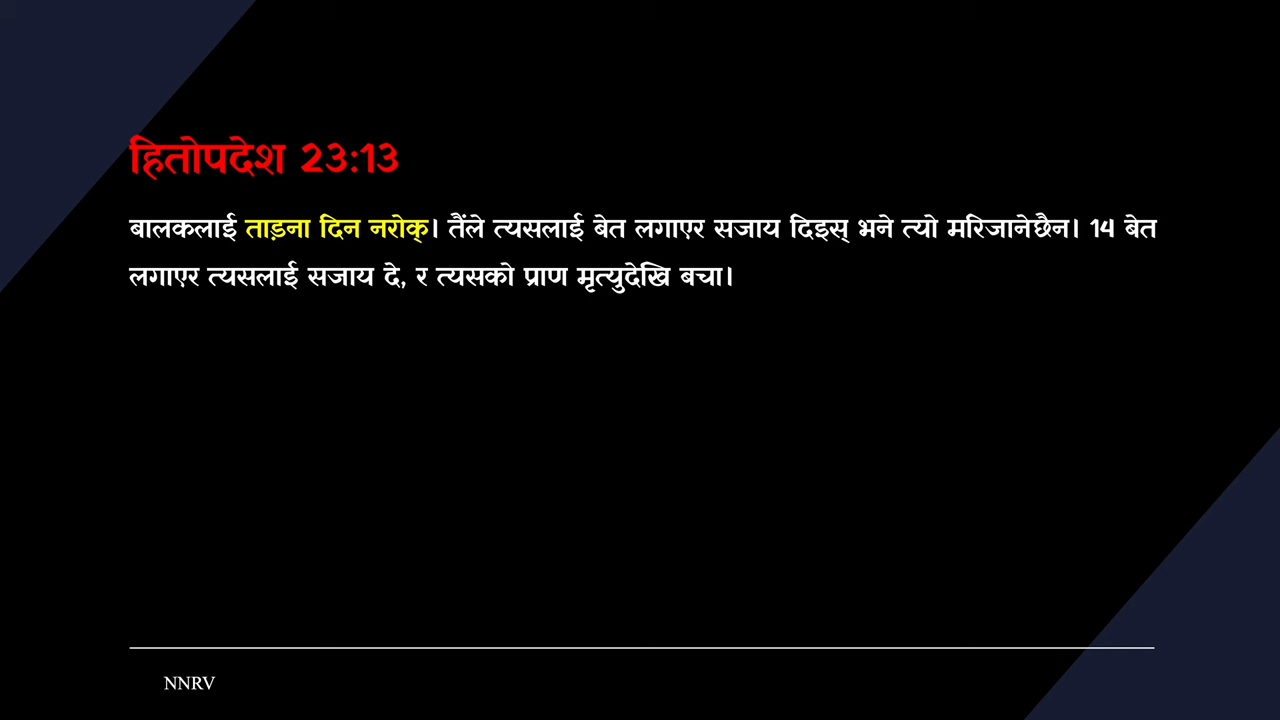 हितोपदेश 23:13
बालकलाई ताड़ना दिन नरोक्। तैंले त्यसलाई बेत लगाएर सजाय दिइस् भने त्यो मरिजानेछैन। 14 बेत
लगाएर त्यसलाई सजाय दे, र त्यसको प्राण मृत्युदेखि बचा।
NNRV